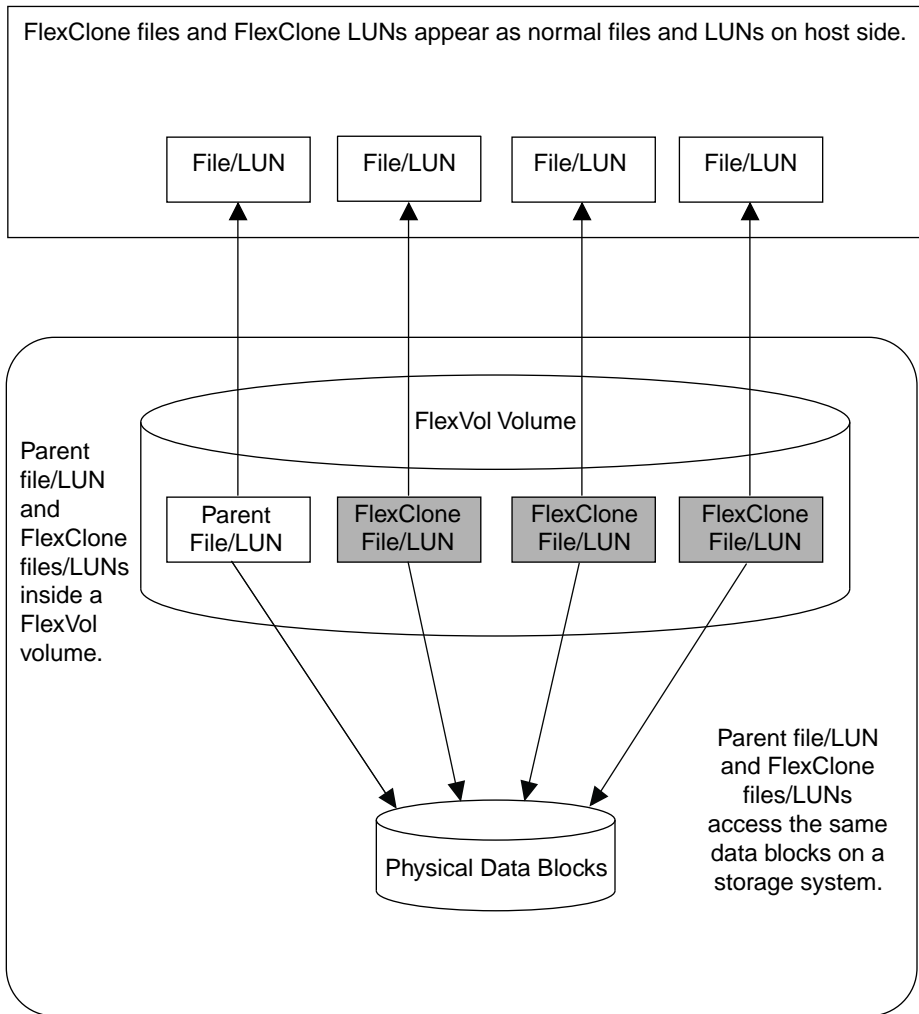 FlexClone files and FlexClone LUNs appear as normal files and LUNs on host side.
File/LUN
File/LUN
File/LUN
File/LUN
FlexVol Volume
Parent
file/LUN
and
FlexClone
files/LUNs
inside a
FlexVol
volume.
Parent
File/LUN
FlexClone
File/LUN
FlexClone
File/LUN
FlexClone
File/LUN
Parent file/LUN
and FlexClone
files/LUNs
access the same
data blocks on a
storage system.
Physical Data Blocks